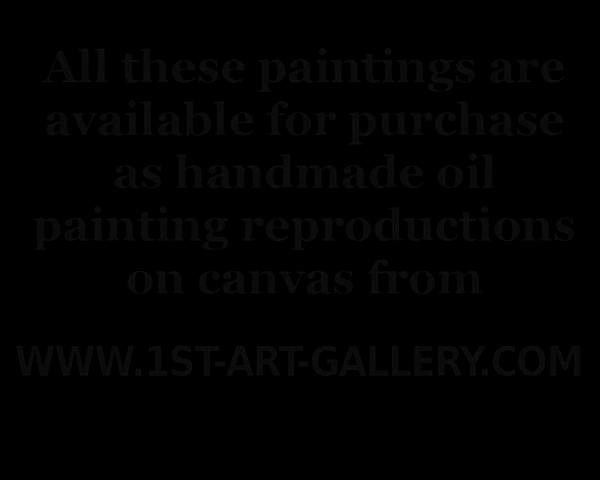 All these paintings are
available for purchase
as handmade oil
painting reproductions
on canvas from
WWW.1ST-ART-GALLERY.COM